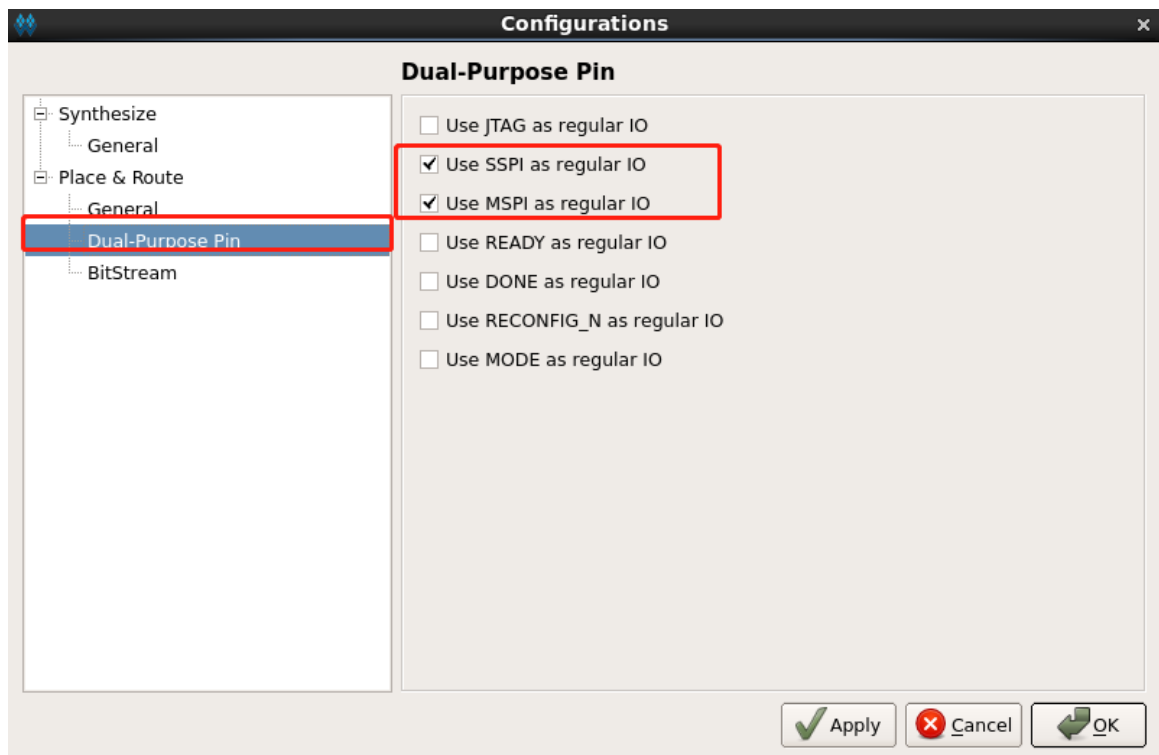 Configurations
Dual-Purpose Pin
Synthesize
General
Place & Route
General
Dual-Purpose Pin
BitStream
Use JTAG as regular IO
Use SSPI as regular IO
Use MSPI as regular IO
Use READY as regular IO
Use DONE as regular IO
Use RECONFIG_N as regular IO
Use MODE as regular IO
Apply
Cancel
OK